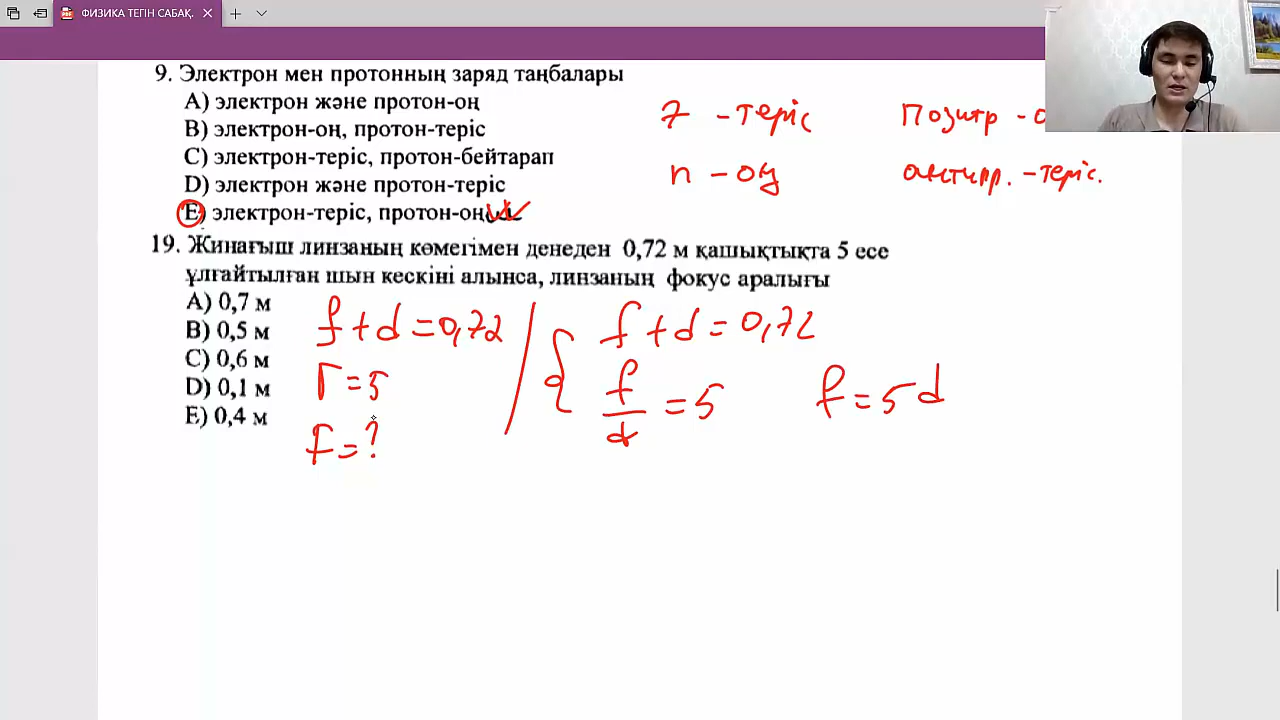 ФИЗИКА ТЕГІН САБАҚ.
9. Электрон мен протонның заряд таңбалары
A) электрон және протон-оң
B) электрон-оң, протон-теріс
C) электрон-теріс, протон-бейтарап
D) электрон және протон-теріс
E) электрон-теріс, протон-оң
- теріс
n - оң
Позитр - о
антипр. - теріс.
19. Жинағыш линзаның көмегімен денеден 0,72 м қашықтықта 5 есе
ұлғайтылған шын кескіні алынса, линзаның фокус аралығы
A) 0,7 м
B) 0,5 м
C) 0,6 м
D) 0,1 м
E) 0,4 м
f + d = 0,72
Г = 5
F = ?
f + d = 0,72
f/d = 5
f = 5d